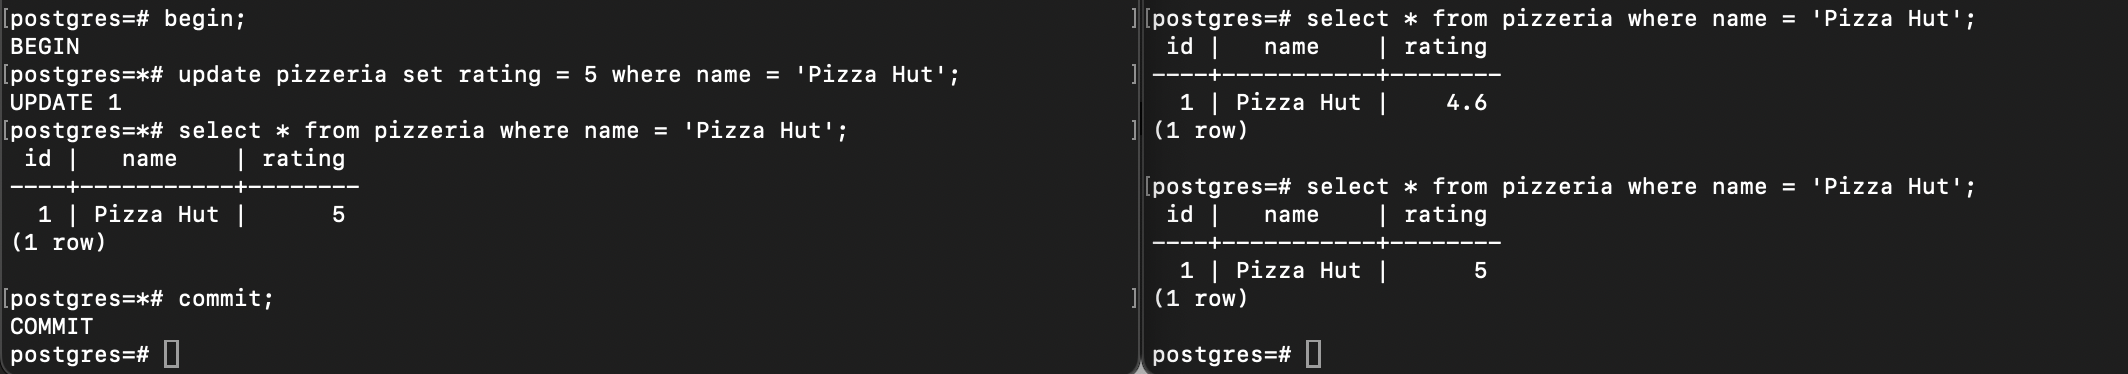 [postgres=# begin;
BEGIN
[postgres=*# update pizzeria set rating = 5 where name = 'Pizza Hut';
UPDATE 1
[postgres=*# select * from pizzeria where name = 'Pizza Hut';
 id |   name    | rating
----+-----------+--------
  1 | Pizza Hut |      5
(1 row)

[postgres=*# commit;
COMMIT
postgres=#
][postgres=# select * from pizzeria where name = 'Pizza Hut';
 id |   name    | rating
]----+-----------+--------
  1 | Pizza Hut |    4.6
](1 row)

[postgres=# select * from pizzeria where name = 'Pizza Hut';
 id |   name    | rating
----+-----------+--------
  1 | Pizza Hut |      5
](1 row)

postgres=#